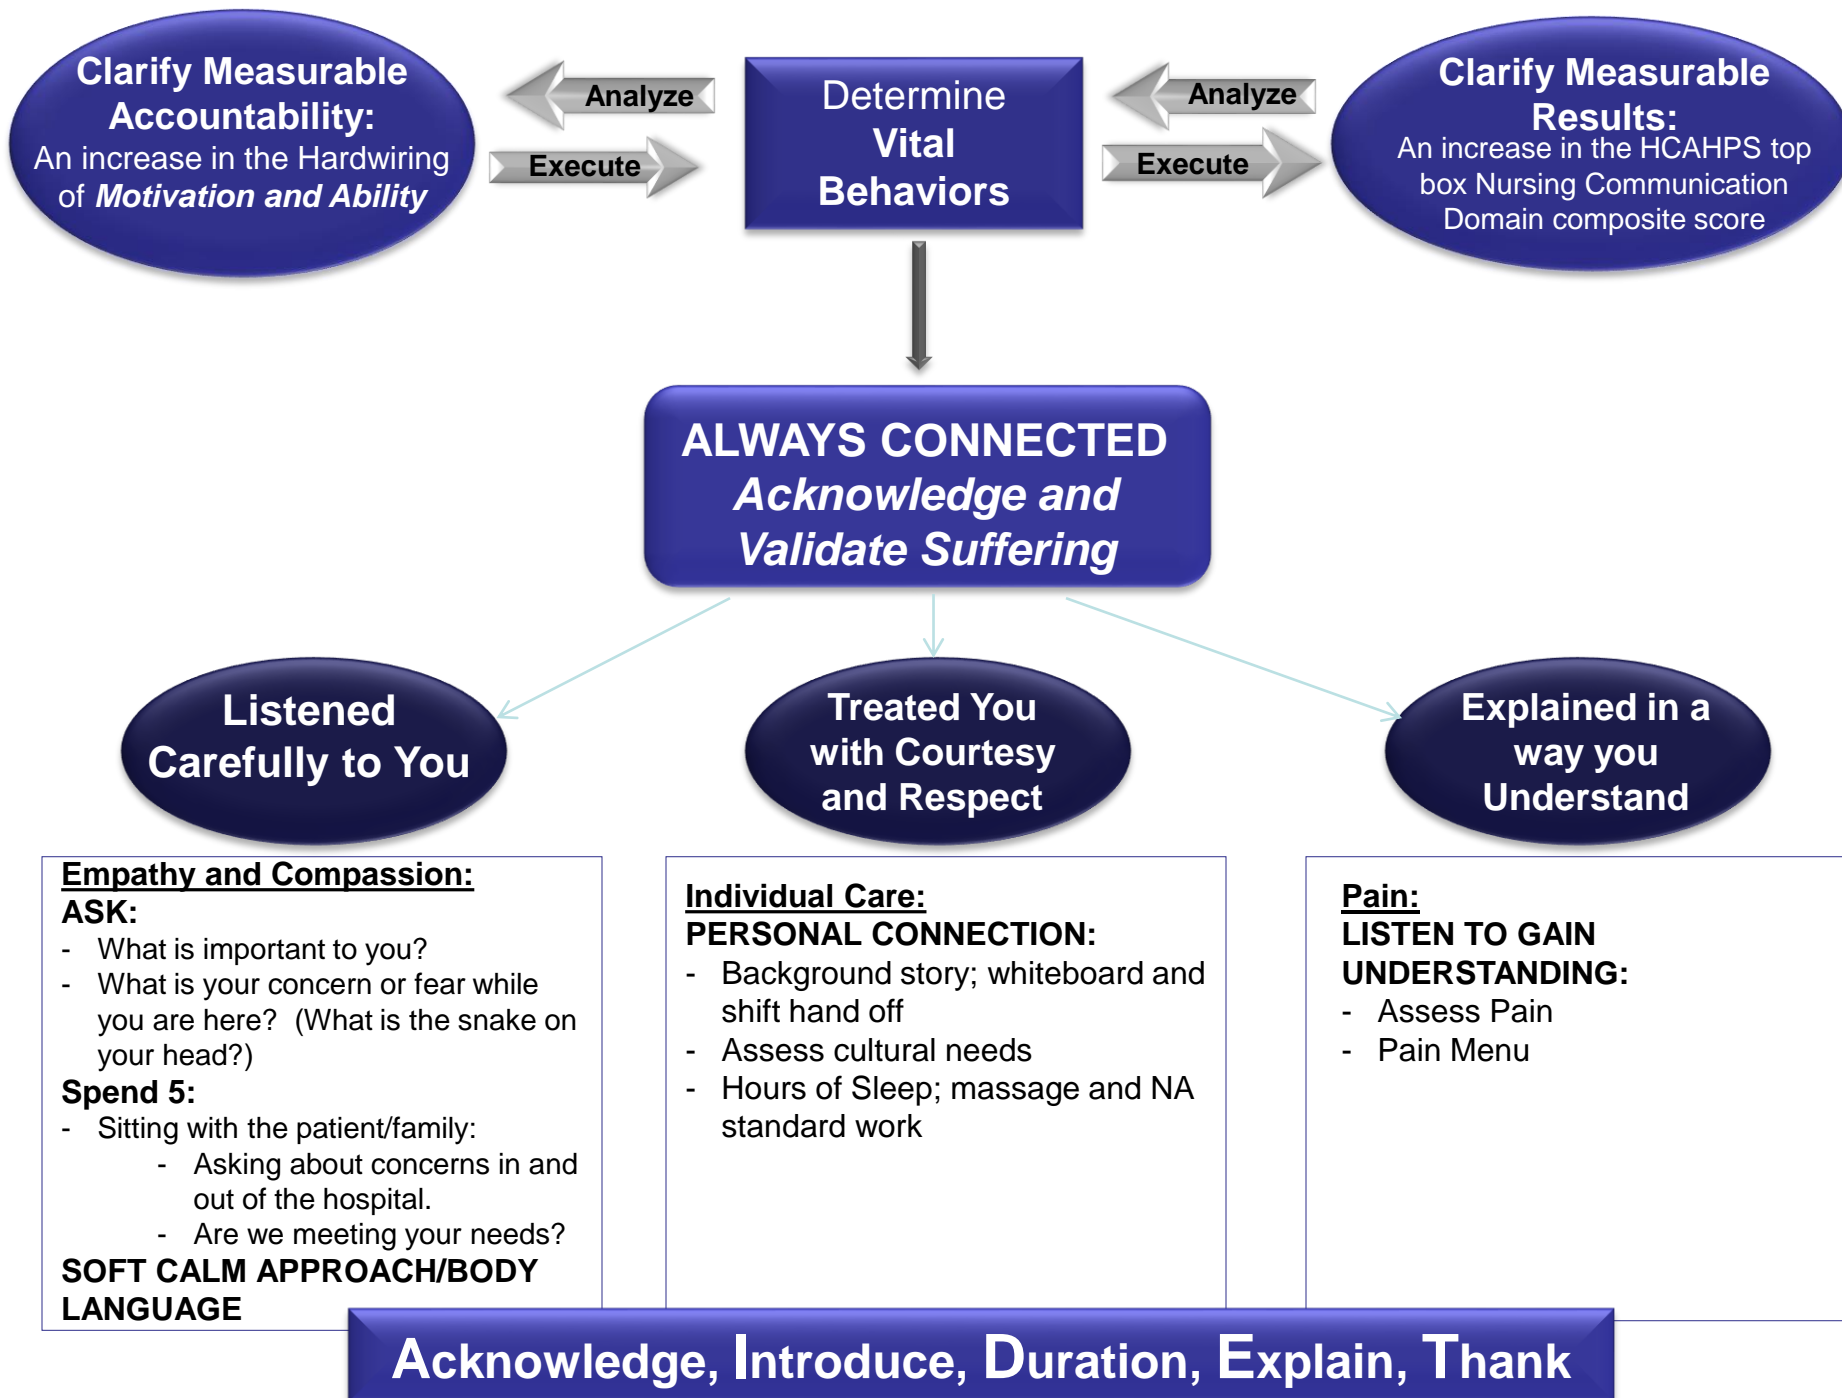 Clarify Measurable
Accountability:
An increase in the Hardwiring
of Motivation and Ability
Analyze
Execute
Determine
Vital
Behaviors
Analyze
Execute
Clarify Measurable
Results:
An increase in the HCAHPS top
box Nursing Communication
Domain composite score
ALWAYS CONNECTED
Acknowledge and
Validate Suffering
Listened
Carefully to You
Treated You
with Courtesy
and Respect
Explained in a
way you
Understand
Empathy and Compassion:
ASK:
- What is important to you?
- What is your concern or fear while
you are here? (What is the snake on
your head?)
Spend 5:
- Sitting with the patient/family:
- Asking about concerns in and
out of the hospital.
- Are we meeting your needs?
SOFT CALM APPROACH/BODY
LANGUAGE
Individual Care:
PERSONAL CONNECTION:
- Background story; whiteboard and
shift hand off
- Assess cultural needs
- Hours of Sleep; massage and NA
standard work
Pain:
LISTEN TO GAIN
UNDERSTANDING:
- Assess Pain
- Pain Menu
Acknowledge, Introduce, Duration, Explain, Thank